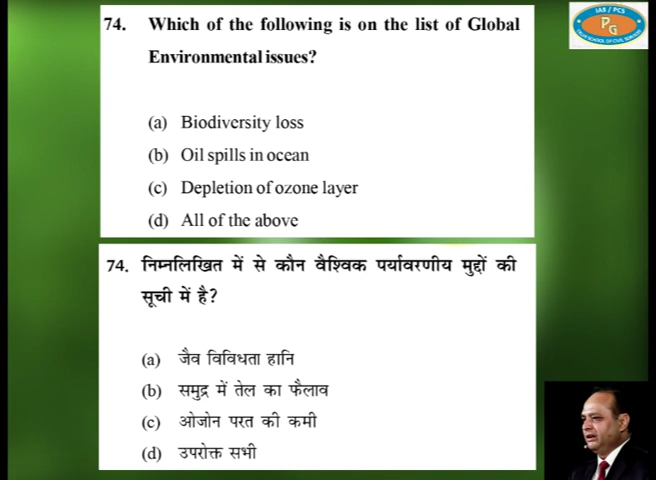 IAS / PCS
PG
74. Which of the following is on the list of Global
Environmental issues?
(a) Biodiversity loss
(b) Oil spills in ocean
(c) Depletion of ozone layer
(d) All of the above
74. निम्नलिखित में से कौन वैश्विक पर्यावरणीय मुद्दों की
सूची में है?
(a) जैव विविधता हानि
(b) समुद्र में तेल का फैलाव
(c) ओजोन परत की कमी
(d) उपरोक्त सभी